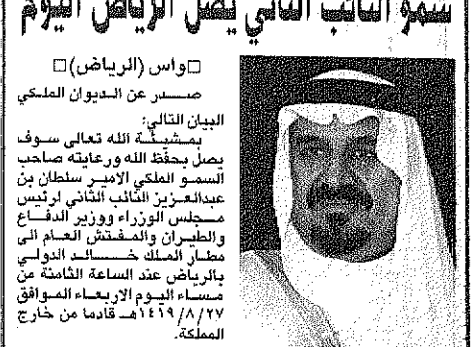 سمو النائب الثاني يصل الرياض اليوم
□ واس (الرياض) □
صـــدر عن الديوان الملكي
البيان التالي:
بمشيئة الله تعالى سوف
يصل بحفظ الله ورعايته صاحب
السمو الملكي الامير سلطان بن
عبدالعزيز النائب الثاني لرئيس
مجلس الوزراء ووزير الدفاع
والطيران والمفتش العام الى
مطار الملك خـــالد الدولي
بالرياض عند الساعة الثامنة من
مساء اليوم الاربعاء الموافق
١٤١٩/٨/٢٧هـ قادما من خارج
المملكة.